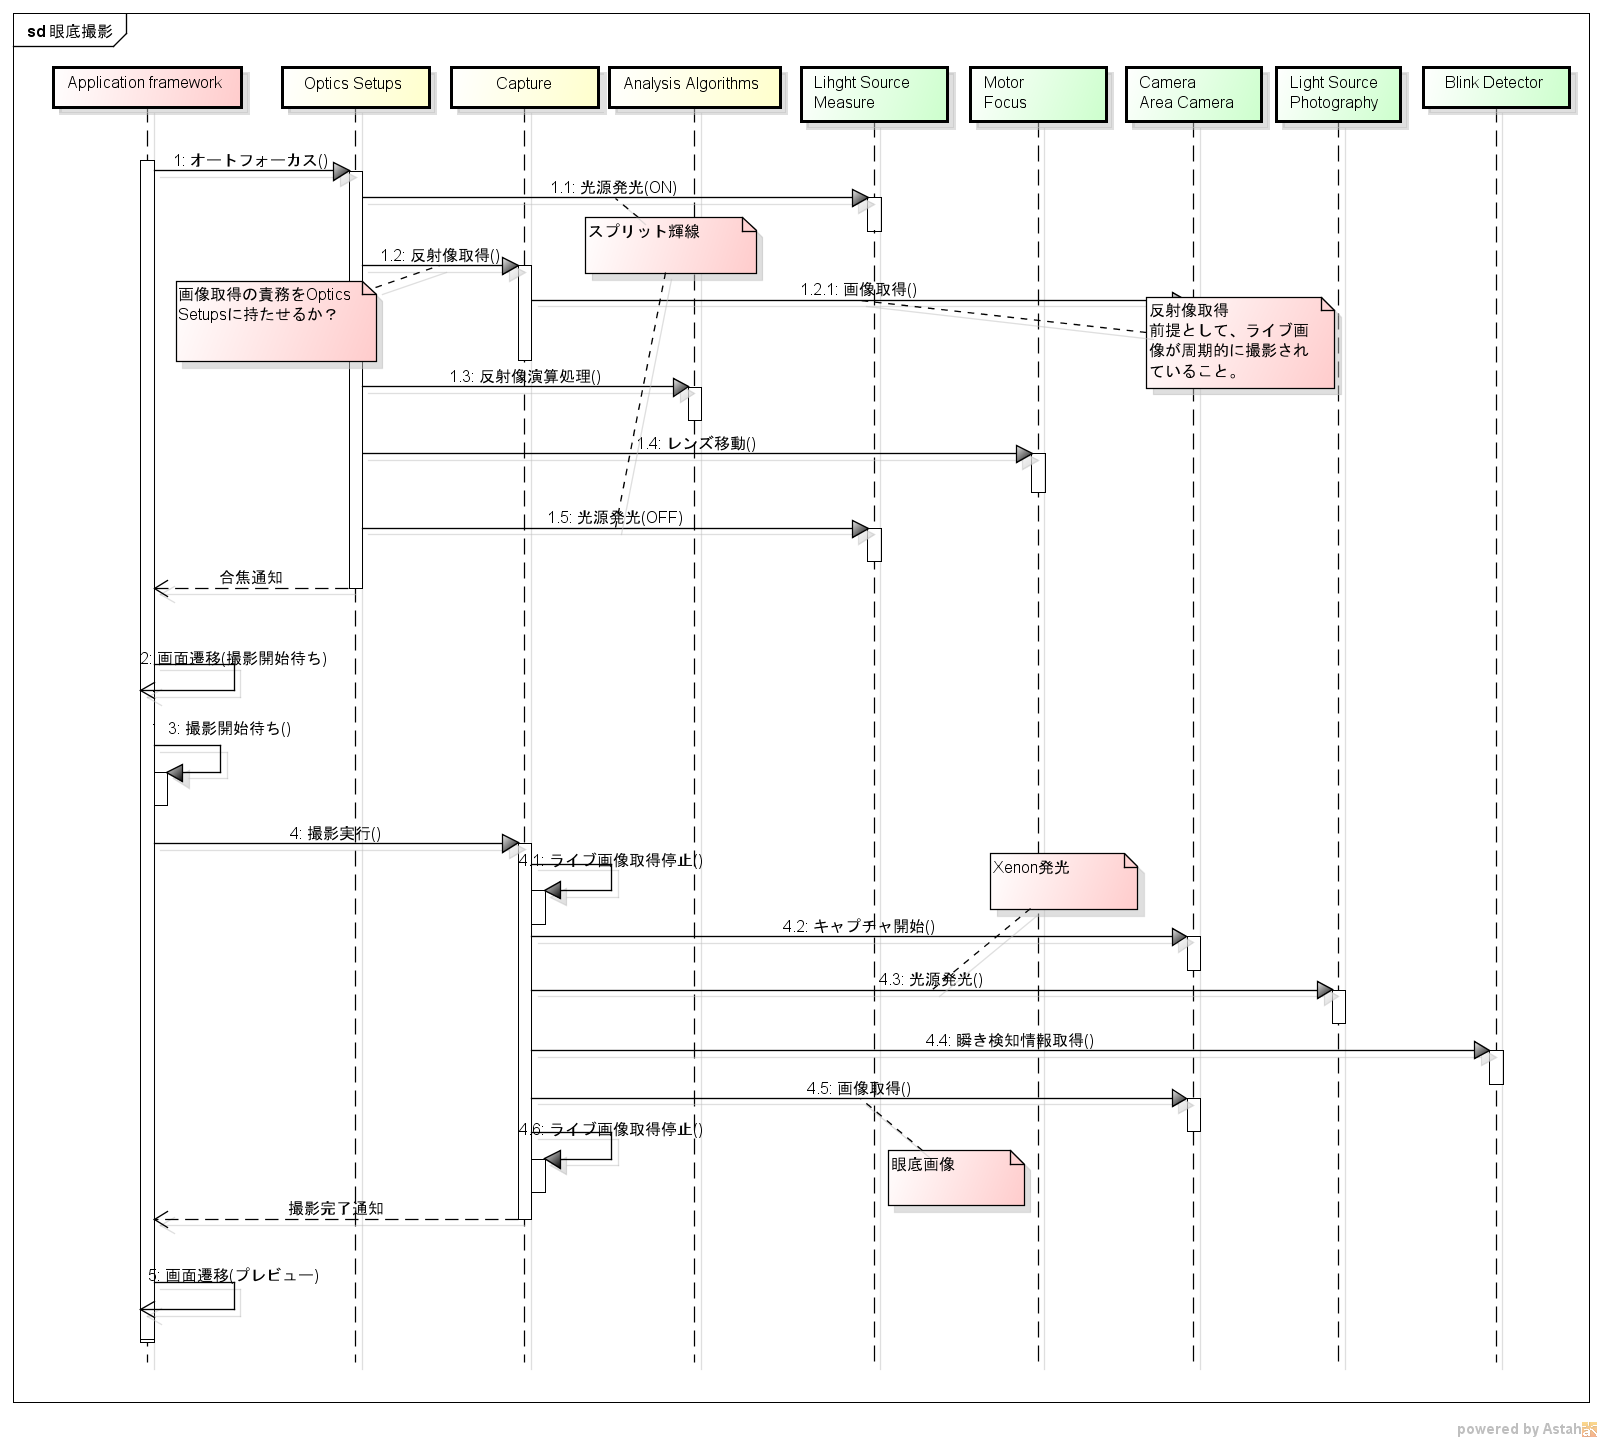 sd 眼底撮影
Application framework
Optics Setups
Capture
Analysis Algorithms
Lihght Source
Measure
Motor
Focus
Camera
Area Camera
Light Source
Photography
Blink Detector
1: オートフォーカス()
1.1: 光源発光(ON)
スプリット輝線
1.2: 反射像取得()
画像取得の責務をOptics
Setupsに持たせるか？
1.2.1: 画像取得()
反射像取得
前提として、ライブ画
像が周期的に撮影され
ていること。
1.3: 反射像演算処理()
1.4: レンズ移動()
1.5: 光源発光(OFF)
合焦通知
2: 画面遷移(撮影開始待ち)
3: 撮影開始待ち()
4: 撮影実行()
4.1: ライブ画像取得停止()
Xenon発光
4.2: キャプチャ開始()
4.3: 光源発光()
4.4: 瞬き検知情報取得()
4.5: 画像取得()
4.6: ライブ画像取得停止()
眼底画像
撮影完了通知
5: 画面遷移(プレビュー)
powered by Astah